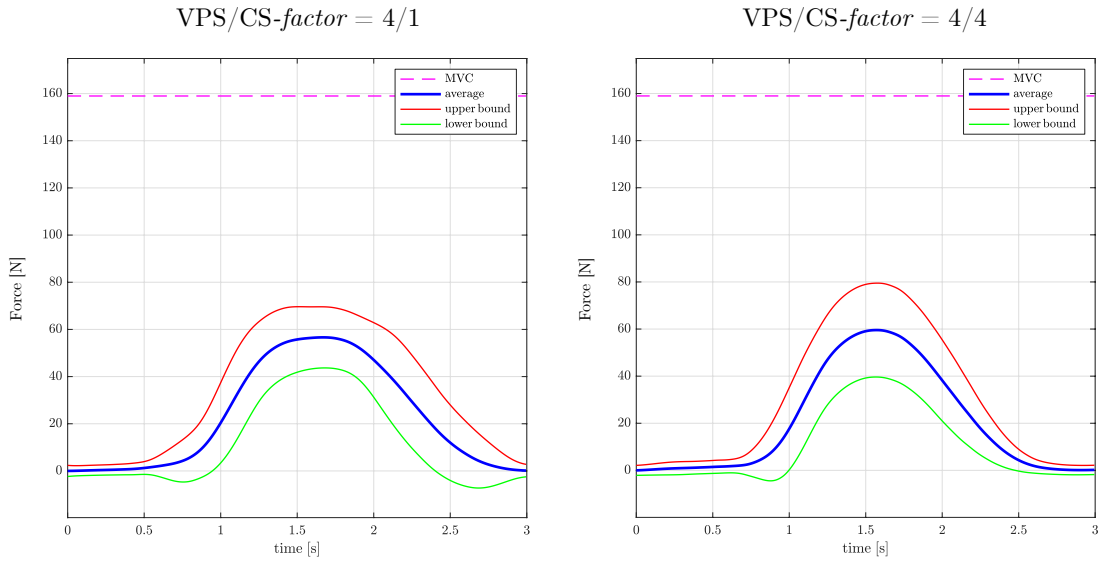 VPS/CS-factor = 4/1
MVC
average
upper bound
lower bound
160
140
120
100
80
60
40
20
0
Force [N]
0 0.5 1 1.5 2 2.5 3
time [s]
VPS/CS-factor = 4/4
MVC
average
upper bound
lower bound
160
140
120
100
80
60
40
20
0
Force [N]
0 0.5 1 1.5 2 2.5 3
time [s]